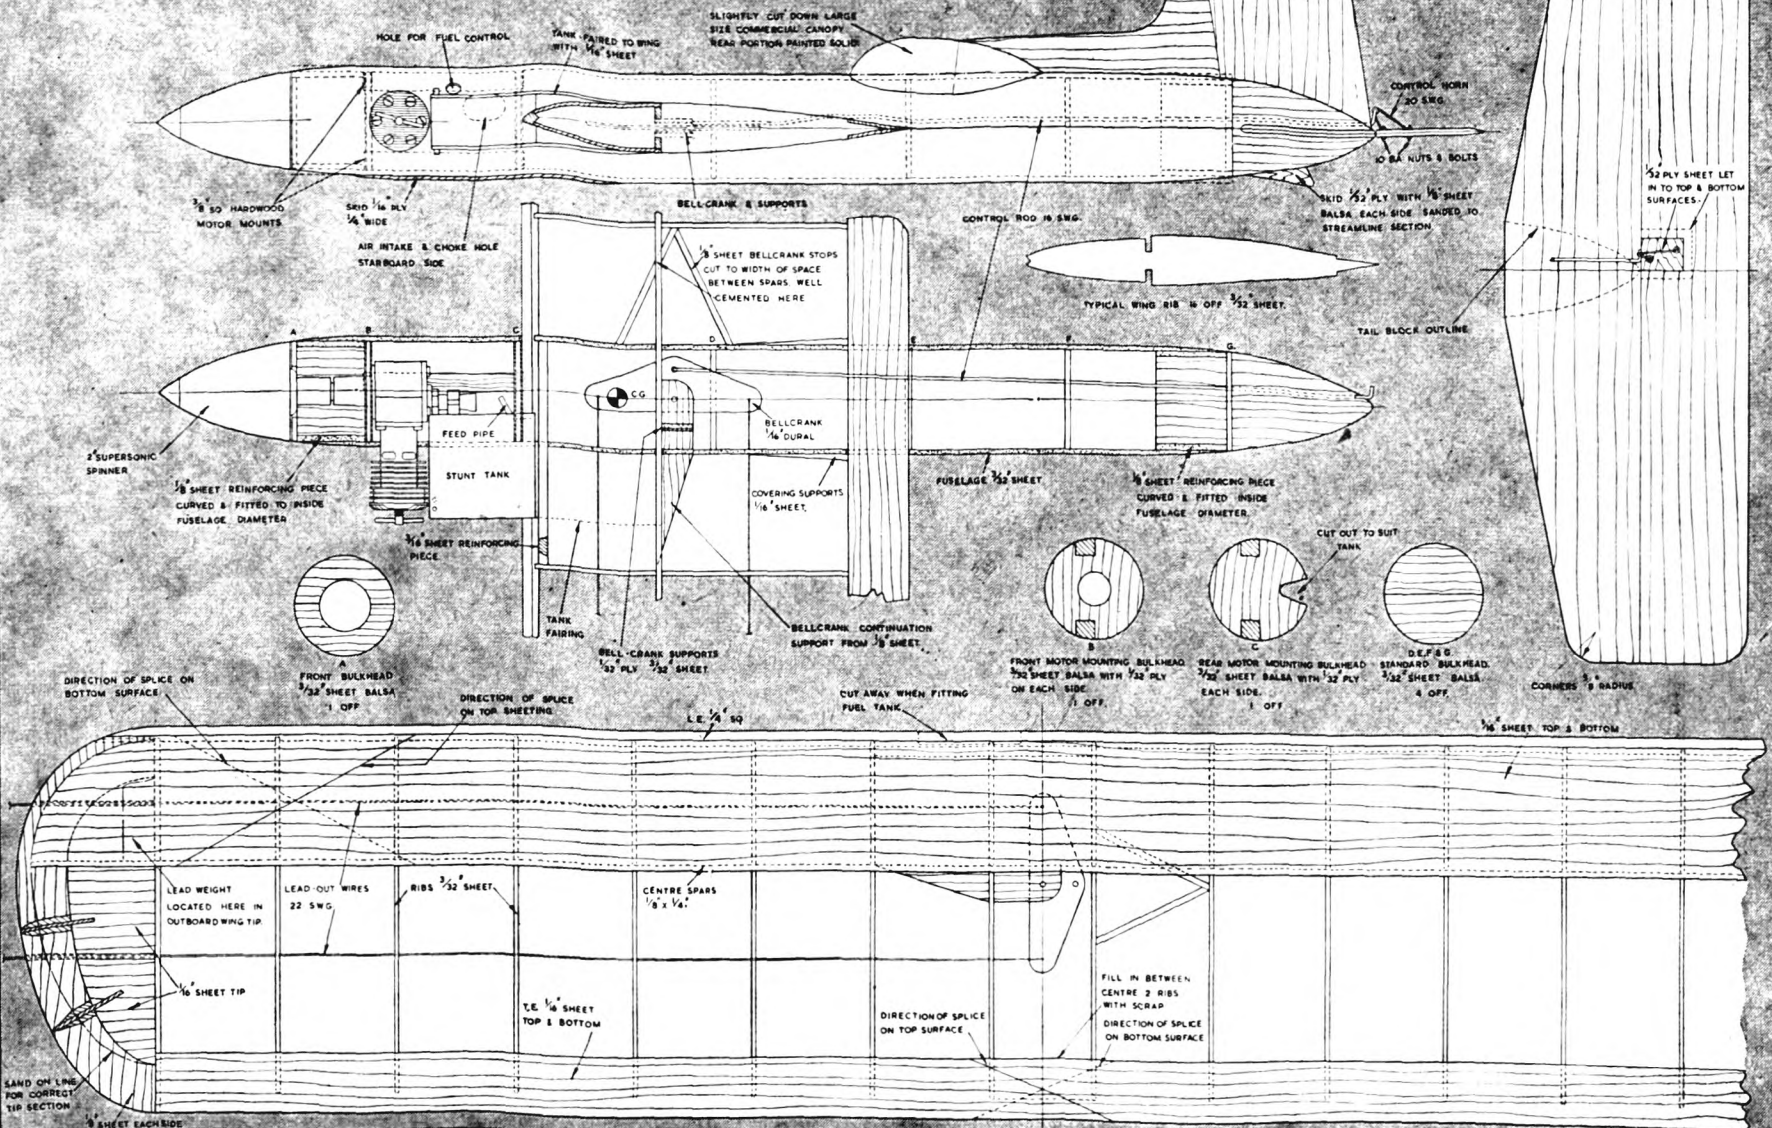 SLIGHTLY CUT DOWN LARGE
SIZE COMMERCIAL CANOPY
REAR PORTION PAINTED SOLID
HOLE FOR FUEL CONTROL
TANK FAIRED TO WING
WITH 1/16" SHEET
CONTROL HORN
20 SWG.
10 BA NUTS & BOLTS
1/32 PLY SHEET LET
IN TO TOP & BOTTOM
SURFACES.
3/8" SQ HARDWOOD
MOTOR MOUNTS
SKID 1/16" PLY
1/4" WIDE
AIR INTAKE & CHOKE HOLE
STARBOARD SIDE
BELLCRANK & SUPPORTS
CONTROL ROD 16 SWG.
SKID 1/32" PLY WITH 1/8" SHEET
BALSA EACH SIDE SANDED TO
STREAMLINE SECTION
1/8 SHEET BELLCRANK STOPS
CUT TO WIDTH OF SPACE
BETWEEN SPARS. WELL
CEMENTED HERE
TYPICAL WING RIB 16 OFF 3/32" SHEET.
TAIL BLOCK OUTLINE
A
B
C
D
E
F
G
C G
FEED PIPE
STUNT TANK
BELLCRANK
1/16" DURAL
2" SUPERSONIC
SPINNER
1/8" SHEET REINFORCING PIECE
CURVED & FITTED TO INSIDE
FUSELAGE DIAMETER
COVERING SUPPORTS
1/16" SHEET.
FUSELAGE 3/32" SHEET
1/8" SHEET REINFORCING PIECE
CURVED & FITTED INSIDE
FUSELAGE DIAMETER.
3/16" SHEET REINFORCING
PIECE
CUT OUT TO SUIT
TANK
TANK
FAIRING
BELL-CRANK SUPPORTS
1/32" PLY 3/32" SHEET
BELLCRANK CONTINUATION
SUPPORT FROM 1/8" SHEET.
A
FRONT BULKHEAD
3/32" SHEET BALSA
1 OFF
B
FRONT MOTOR MOUNTING BULKHEAD
3/32" SHEET BALSA WITH 1/32" PLY
ON EACH SIDE
1 OFF.
C
REAR MOTOR MOUNTING BULKHEAD
3/32" SHEET BALSA WITH 1/32" PLY
EACH SIDE.
1 OFF
D.E.F & G.
STANDARD BULKHEAD.
3/32" SHEET BALSA.
4 OFF.
CORNERS RADIUS
DIRECTION OF SPLICE ON
BOTTOM SURFACE
DIRECTION OF SPLICE
ON TOP SHEETING
L.E. 1/4" SQ
CUT AWAY WHEN FITTING
FUEL TANK.
SHEET TOP & BOTTOM
LEAD WEIGHT
LOCATED HERE IN
OUTBOARD WING TIP.
LEAD-OUT WIRES
22 SWG
RIBS 3/32" SHEET
CENTRE SPARS
1/8" x 1/4".
1/16" SHEET TIP
T.E. 1/16" SHEET
TOP & BOTTOM
DIRECTION OF SPLICE
ON TOP SURFACE
FILL IN BETWEEN
CENTRE 2 RIBS
WITH SCRAP
DIRECTION OF SPLICE
ON BOTTOM SURFACE
SAND ON LINE
FOR CORRECT
TIP SECTION
1/8" SHEET EACH SIDE